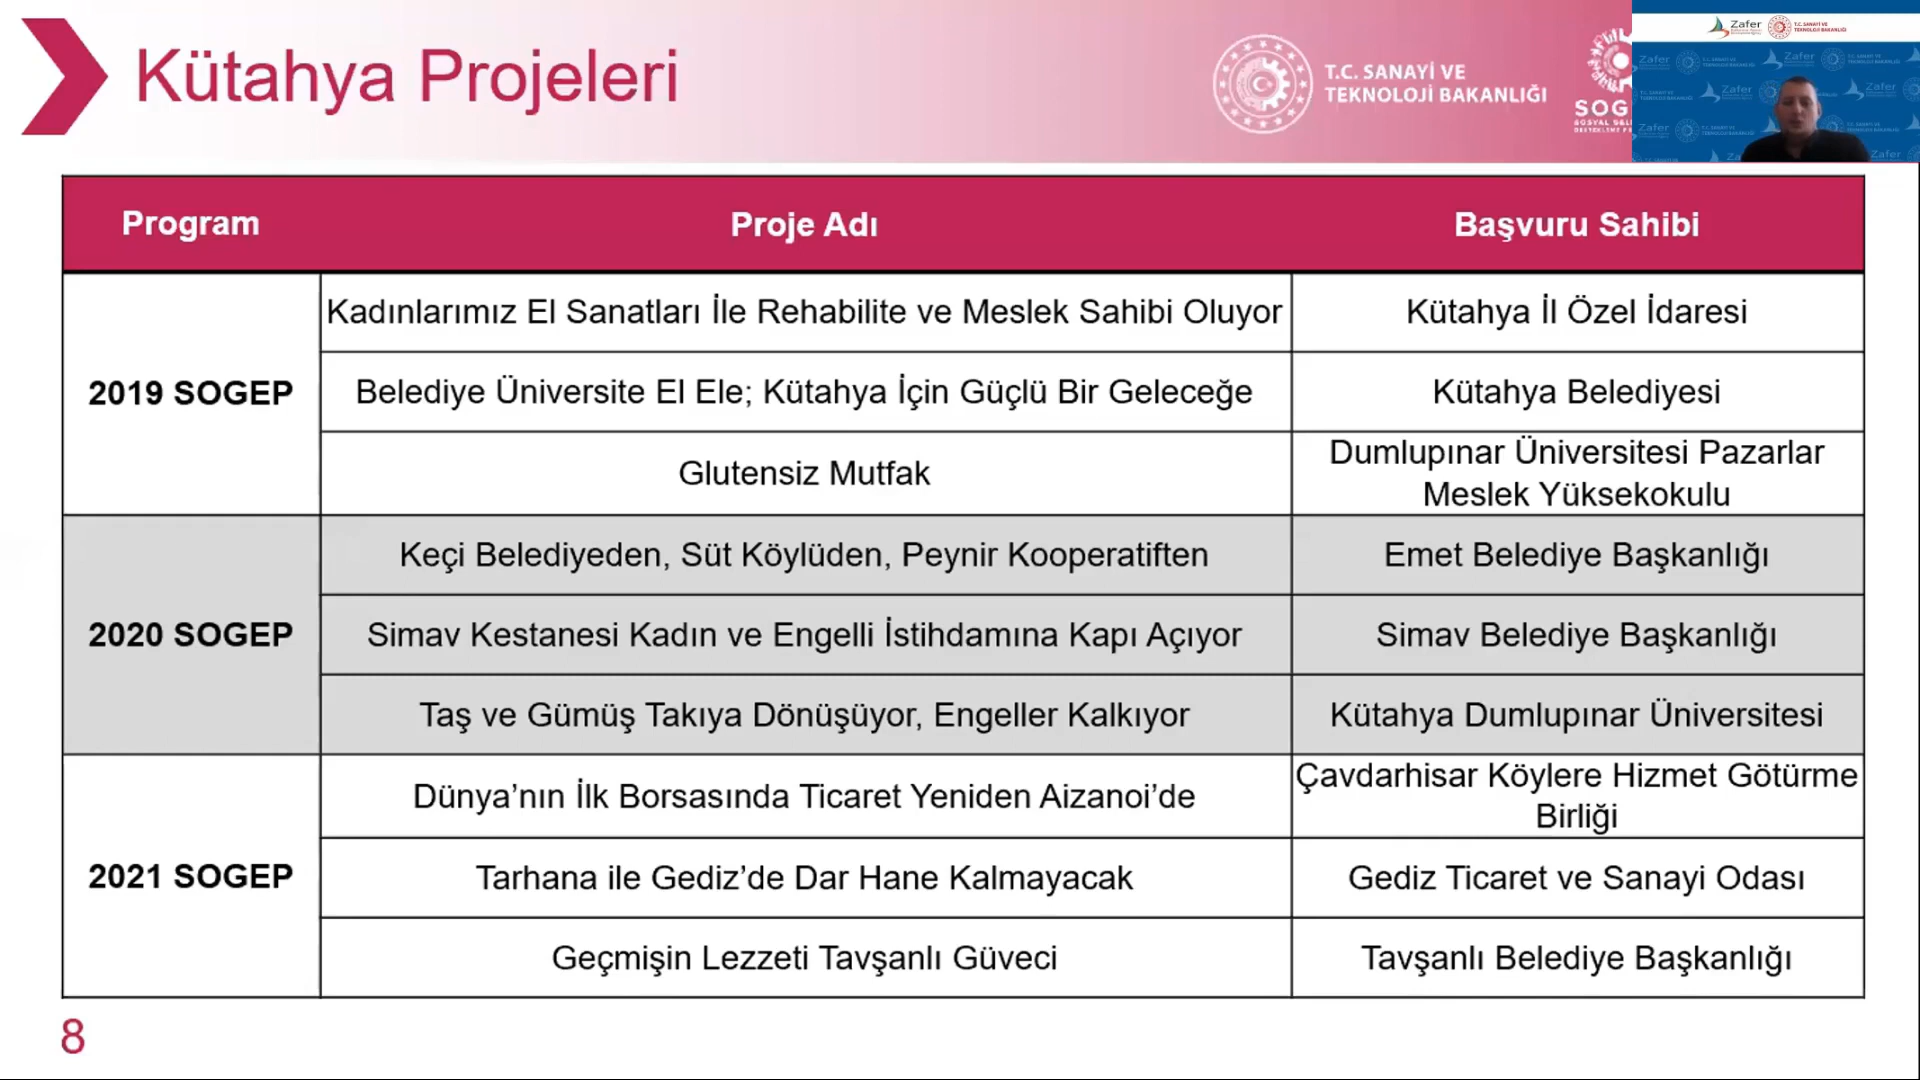 Kütahya Projeleri
T.C. SANAYİ VE
TEKNOLOJİ BAKANLIĞI
SOG
Zafer
T.C. SANAYİ VE
TEKNOLOJİ BAKANLIĞI
Program
Proje Adı
Başvuru Sahibi
2019 SOGEP
Kadınlarımız El Sanatları İle Rehabilite ve Meslek Sahibi Oluyor
Kütahya İl Özel İdaresi
Belediye Üniversite El Ele; Kütahya İçin Güçlü Bir Geleceğe
Kütahya Belediyesi
Glutensiz Mutfak
Dumlupınar Üniversitesi Pazarlar
Meslek Yüksekokulu
2020 SOGEP
Keçi Belediyeden, Süt Köylüden, Peynir Kooperatiften
Emet Belediye Başkanlığı
Simav Kestanesi Kadın ve Engelli İstihdamına Kapı Açıyor
Simav Belediye Başkanlığı
Taş ve Gümüş Takıya Dönüşüyor, Engeller Kalkıyor
Kütahya Dumlupınar Üniversitesi
2021 SOGEP
Dünya’nın İlk Borsasında Ticaret Yeniden Aizanoi’de
Çavdarhisar Köylere Hizmet Götürme
Birliği
Tarhana ile Gediz’de Dar Hane Kalmayacak
Gediz Ticaret ve Sanayi Odası
Geçmişin Lezzeti Tavşanlı Güveci
Tavşanlı Belediye Başkanlığı
8